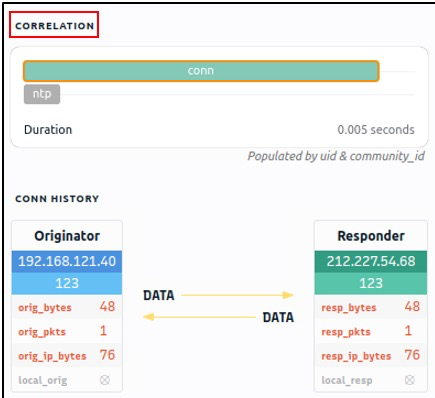 CORRELATION
conn
ntp
Duration 0.005 seconds
Populated by uid & community_id
CONN HISTORY
Originator Responder
192.168.121.40 212.227.54.68
123 123
orig_bytes 48 DATA resp_bytes 48
orig_pkts 1 DATA resp_pkts 1
orig_ip_bytes 76 resp_ip_bytes 76
local_orig local_resp